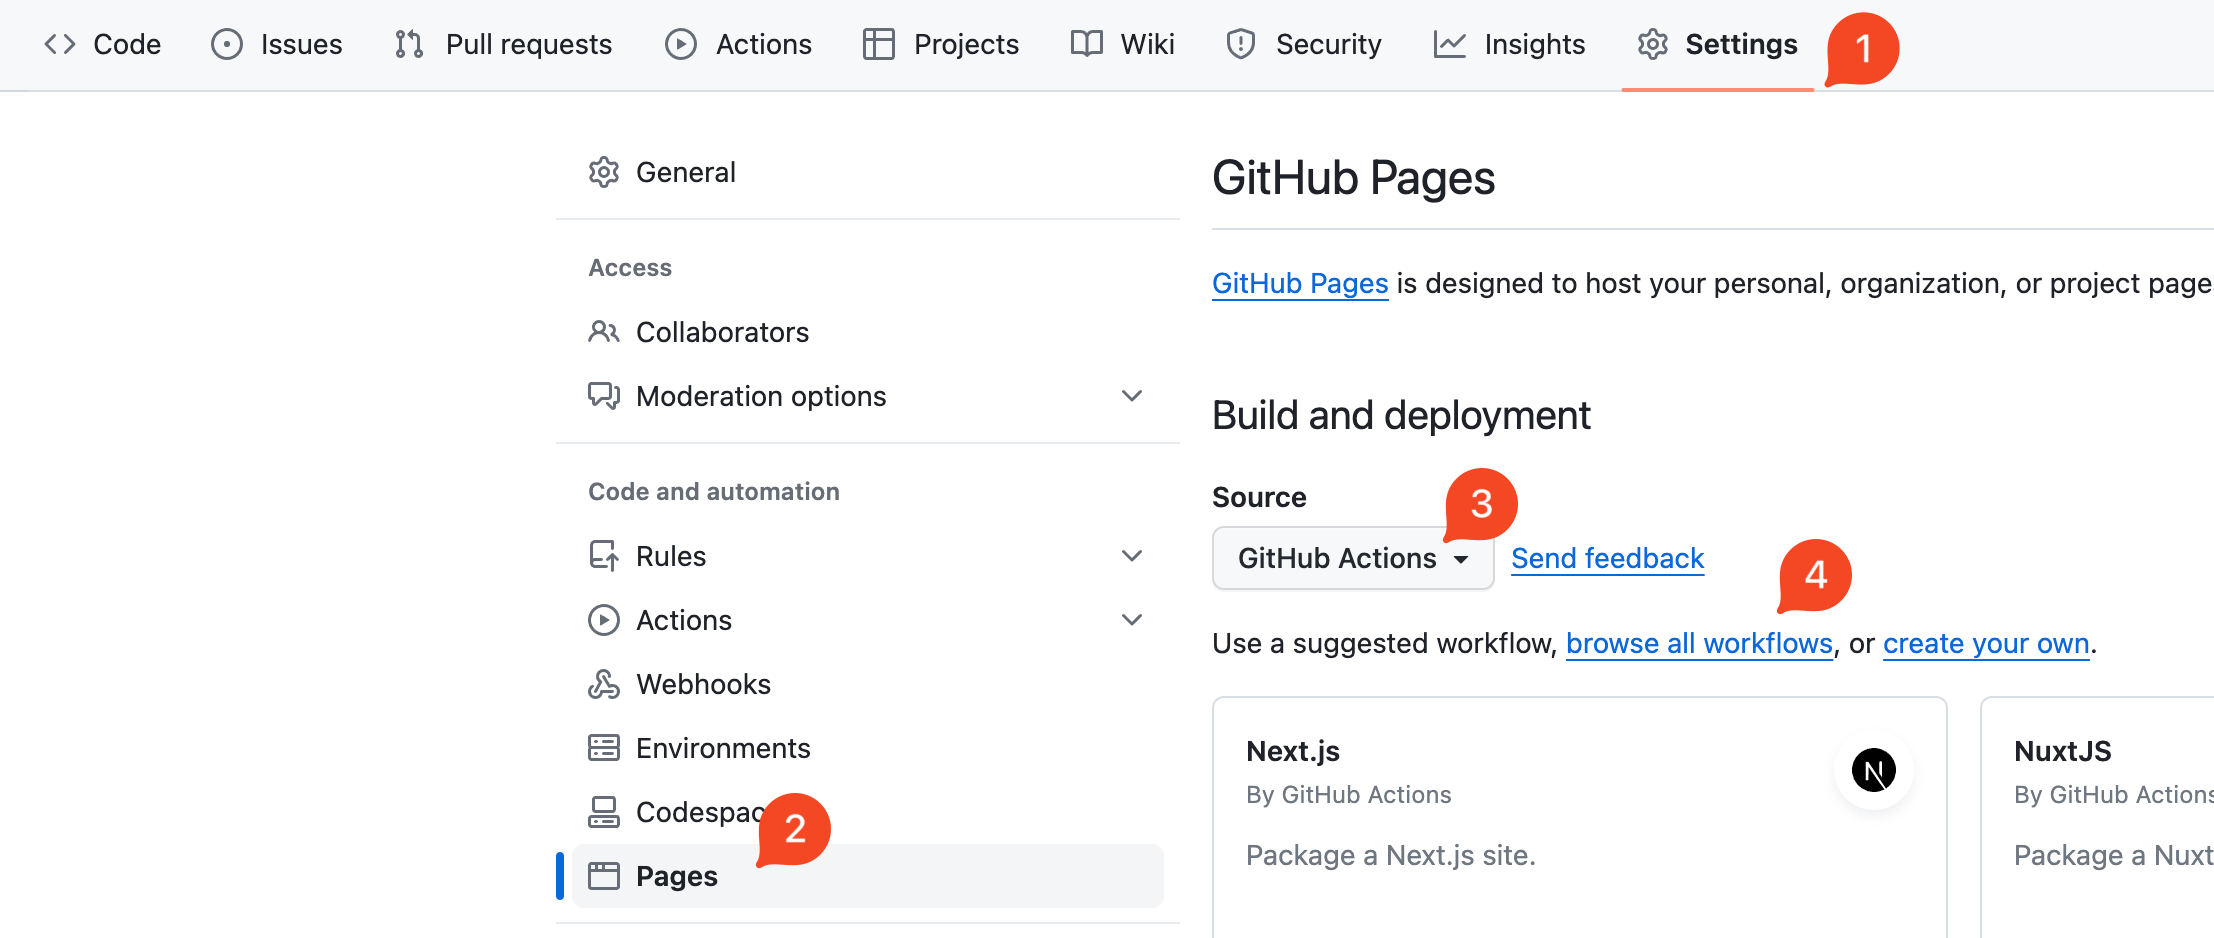 Code Issues Pull requests Actions Projects Wiki Security Insights Settings 1
General
Access
Collaborators
Moderation options
Code and automation
Rules
Actions
Webhooks
Environments
2
Pages
GitHub Pages
GitHub Pages is designed to host your personal, organization, or project
Build and deployment
Source
3
GitHub Actions Send feedback
4
Use a suggested workflow, browse all workflows, or create your own.
Next.js
By GitHub Actions
N
Package a Next.js site.
NuxtJS
By GitHub Actions
Package a